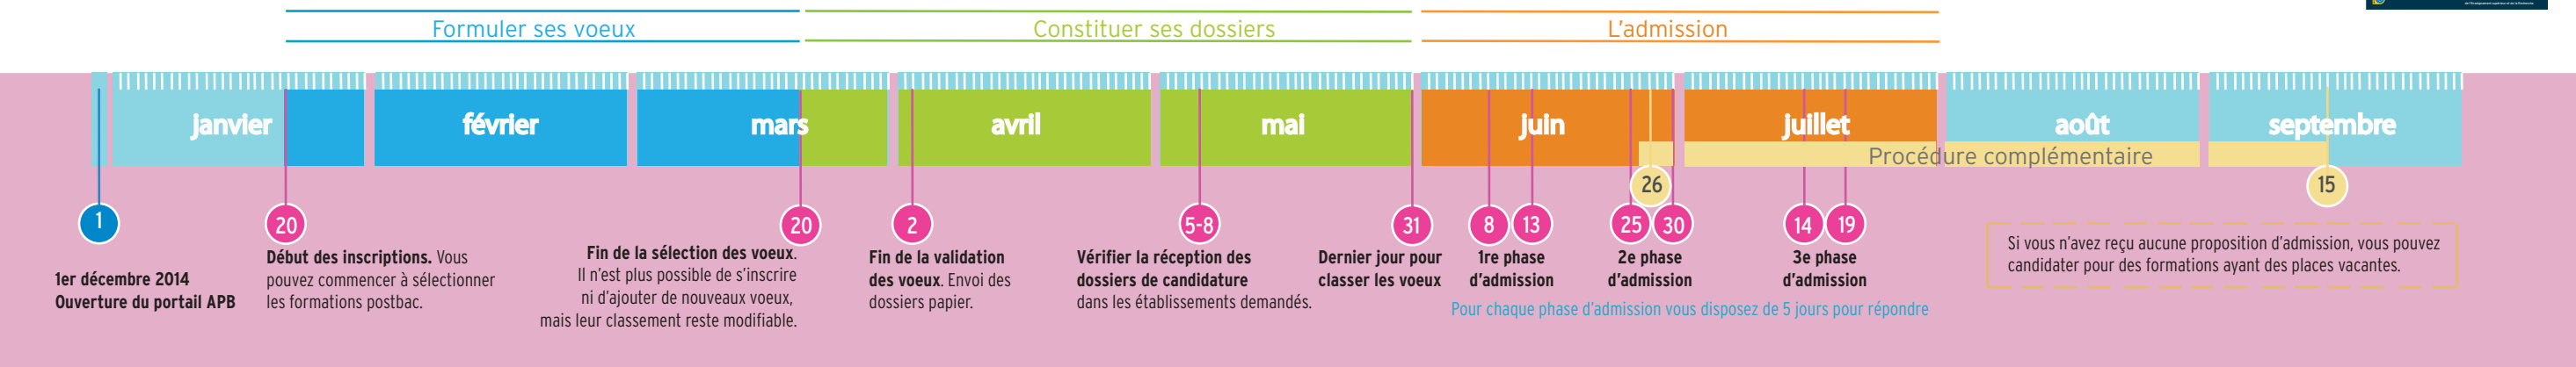 Formuler ses voeux
Constituer ses dossiers
L'admission
janvier
février
mars
avril
mai
juin
juillet
août
septembre
Procédure complémentaire
1
20
20
2
5-8
31
8
13
25
26
30
14
19
15
1er décembre 2014
Ouverture du portail APB
Début des inscriptions. Vous
pouvez commencer à sélectionner
les formations postbac.
Fin de la sélection des voeux.
Il n'est plus possible de s'inscrire
ni d'ajouter de nouveaux voeux,
mais leur classement reste modifiable.
Fin de la validation
des voeux. Envoi des
dossiers papier.
Vérifier la réception des
dossiers de candidature
dans les établissements demandés.
Dernier jour pour
classer les voeux
1re phase
d'admission
2e phase
d'admission
3e phase
d'admission
Pour chaque phase d'admission vous disposez de 5 jours pour répondre
Si vous n'avez reçu aucune proposition d'admission, vous pouvez
candidater pour des formations ayant des places vacantes.